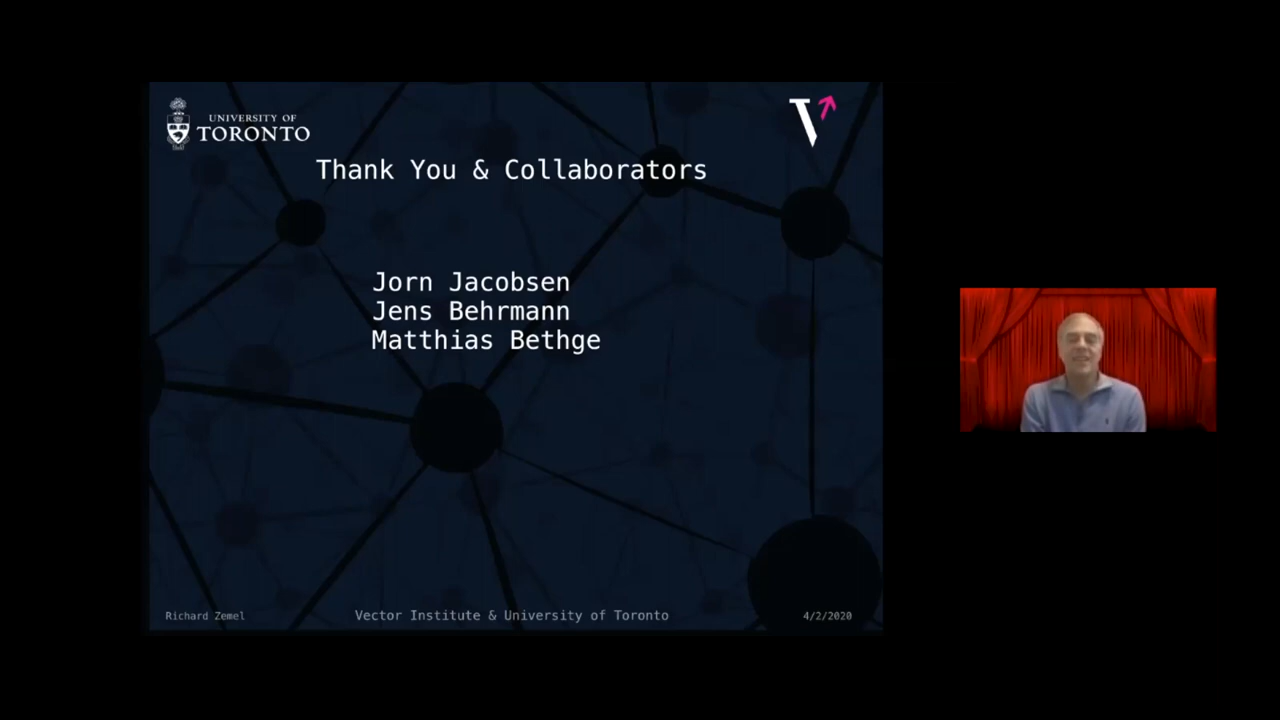 UNIVERSITY OF
TORONTO
Thank You & Collaborators
Jorn Jacobsen
Jens Behrmann
Matthias Bethge
Richard Zemel
Vector Institute & University of Toronto
4/2/2020